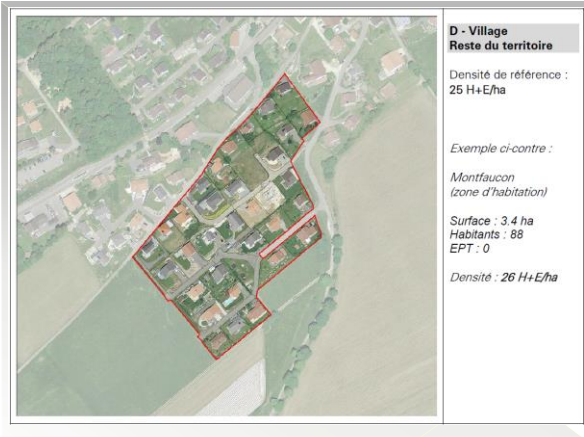 D - Village
Reste du territoire
Densité de référence :
25 H+E/ha
Exemple ci-contre :
Montfaucon
(zone d'habitation)
Surface : 3.4 ha
Habitants : 88
EPT : 0
Densité : 26 H+E/ha